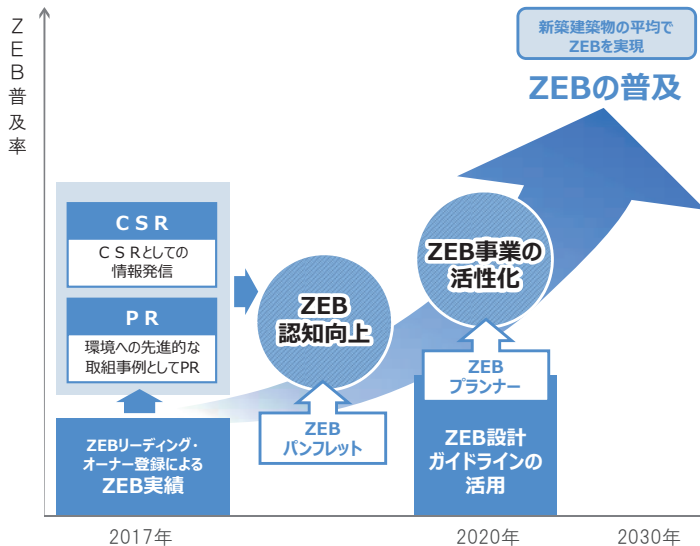 ZEB普及率
新築建築物の平均で
ZEBを実現
ZEBの普及
CSR
CSRとしての
情報発信
PR
環境への先進的な
取組事例としてPR
ZEBリーディング・
オーナー登録による
ZEB実績
ZEB
認知向上
ZEB
パンフレット
ZEB事業の
活性化
ZEB
プランナー
ZEB設計
ガイドラインの
活用
2017年
2020年
2030年